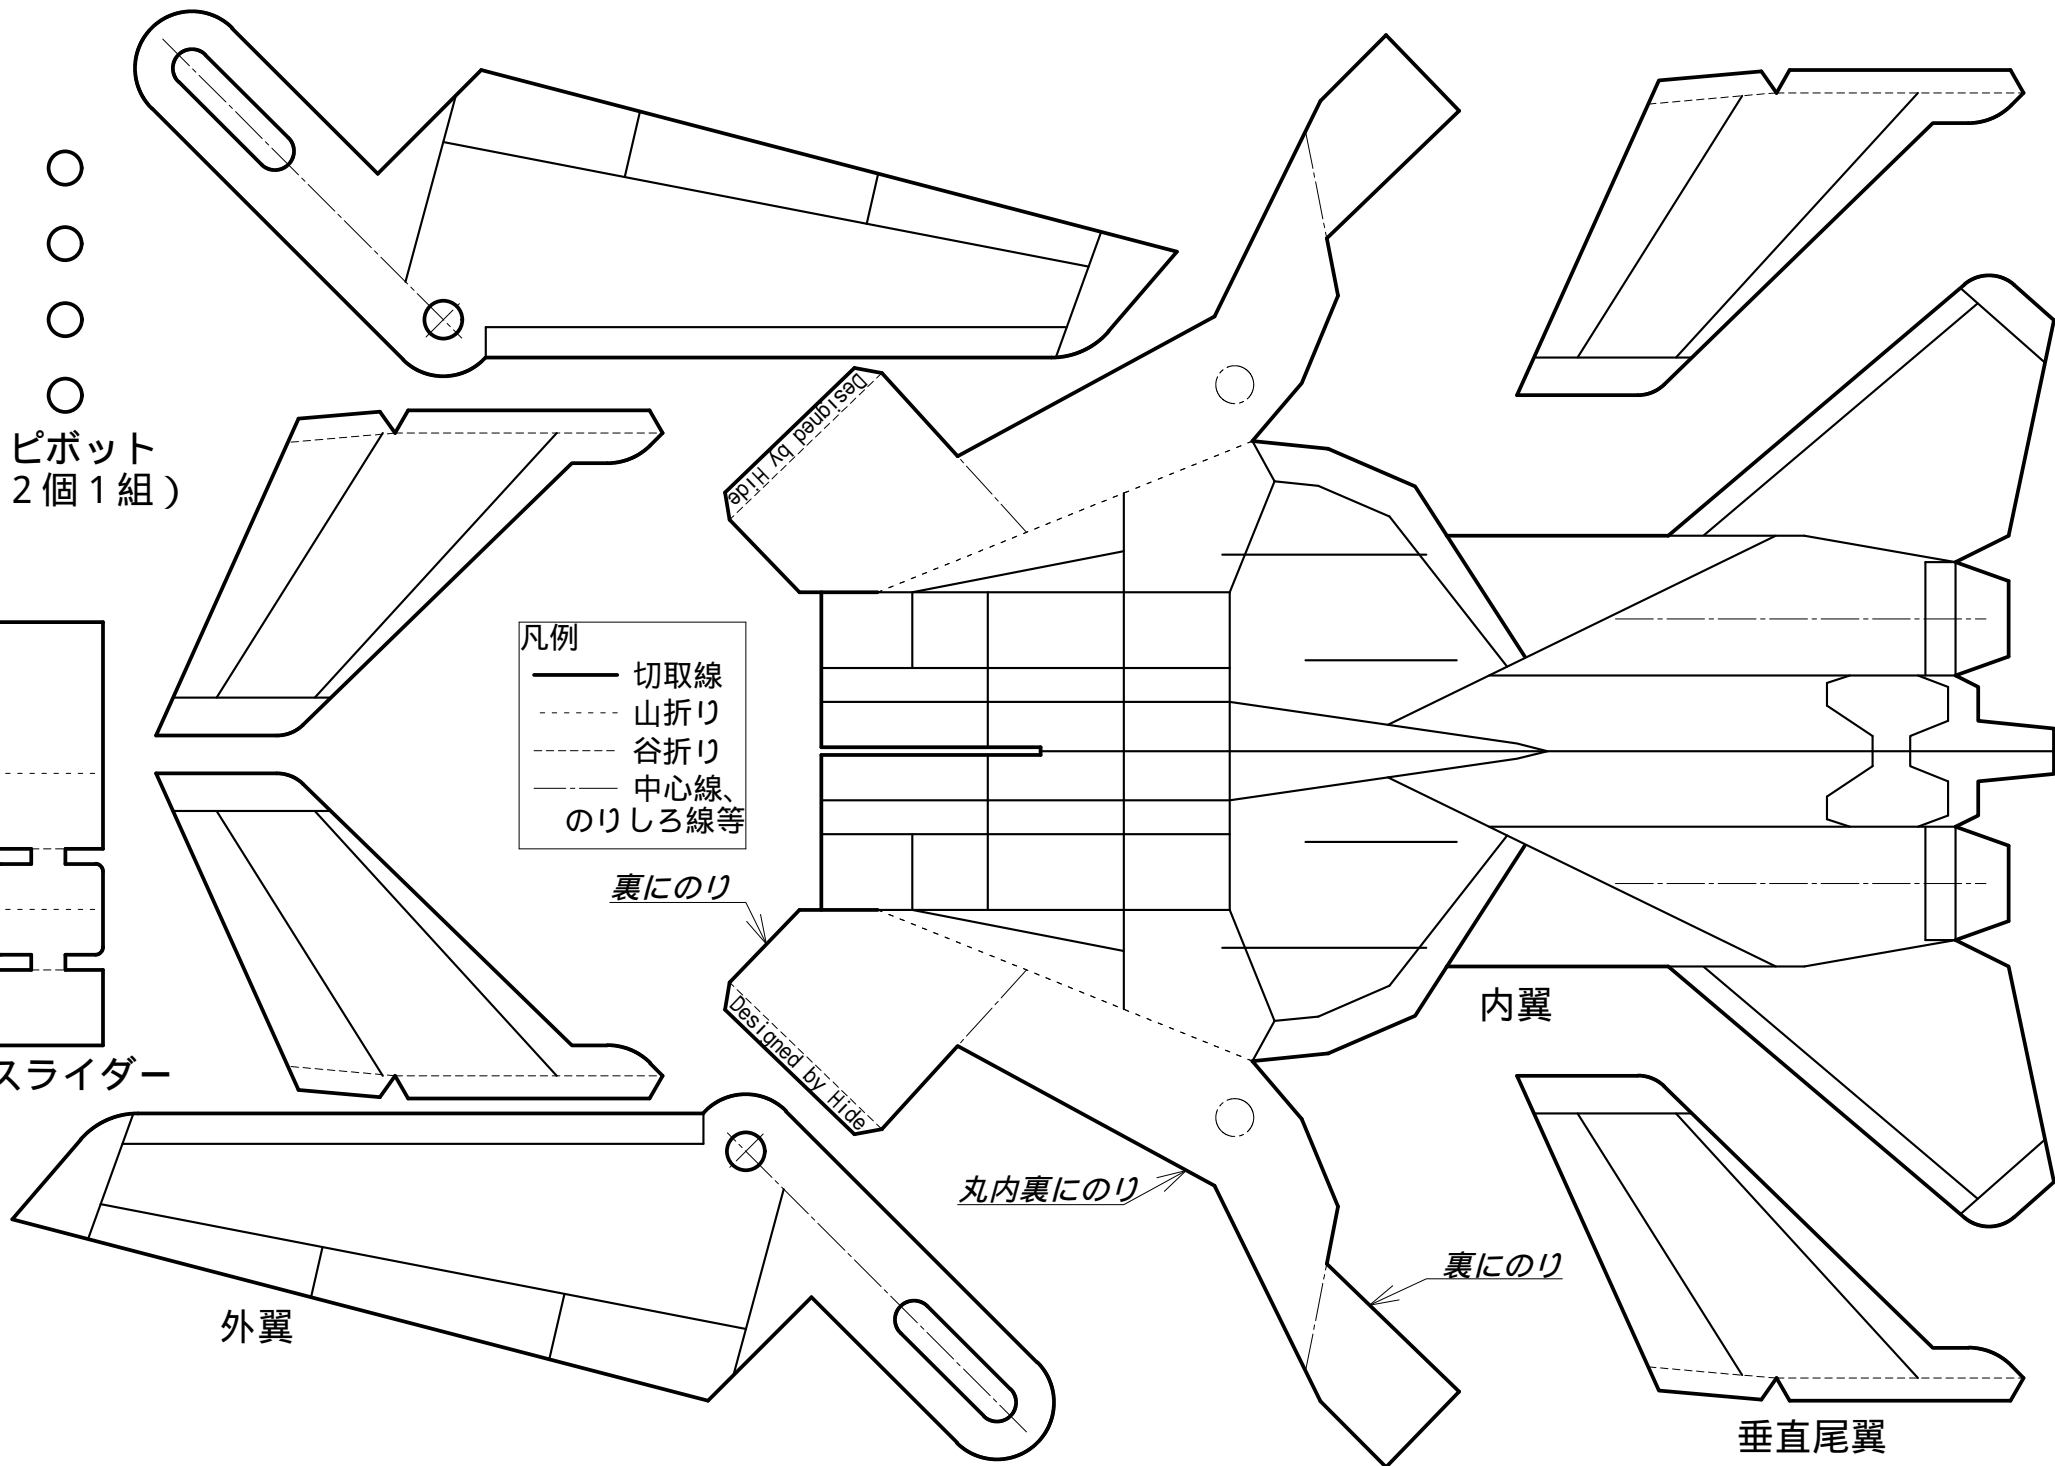 ピボット
2個1組)
凡例
切取線
山折り
谷折り
中心線、
のりしろ線等
Designed by Hide
裏にのり
Designed by Hide
内翼
スライダー
丸内裏にのり
裏にのり
外翼
垂直尾翼